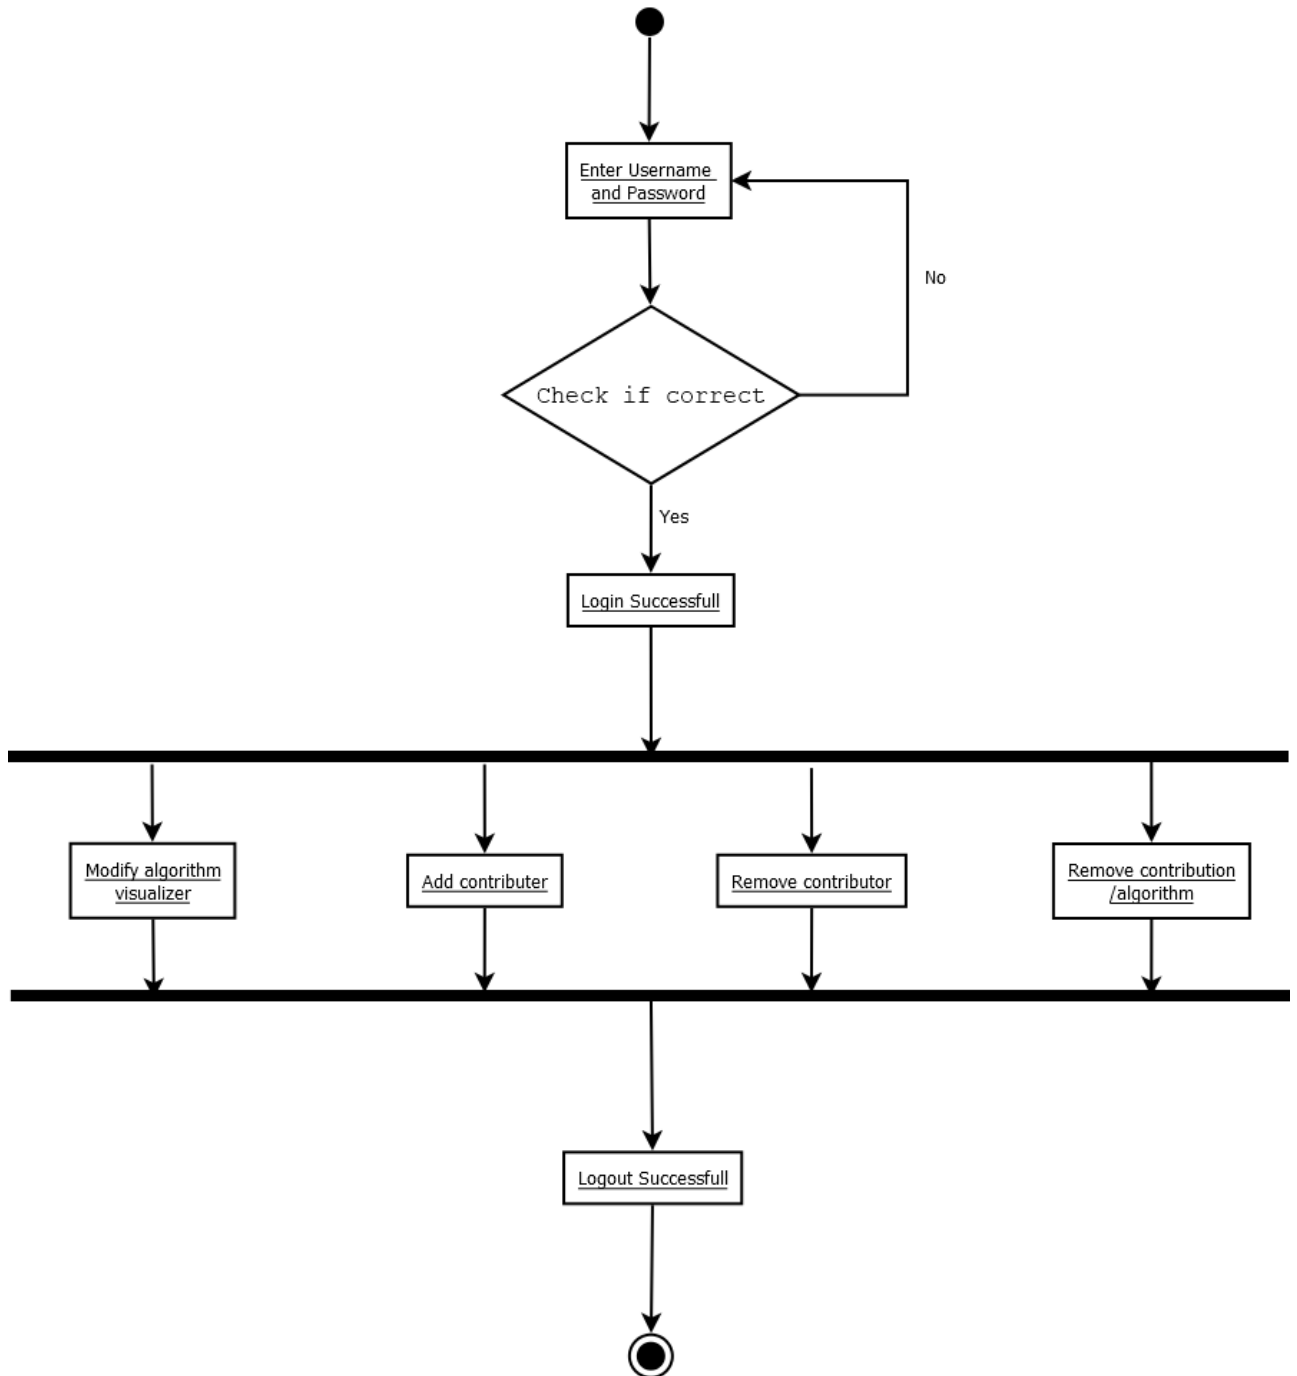 Enter Username
and Password
No
Check if correct
Yes
Login Successfull
Modify algorithm
visualizer
Add contributer
Remove contributor
Remove contribution
/algorithm
Logout Successfull